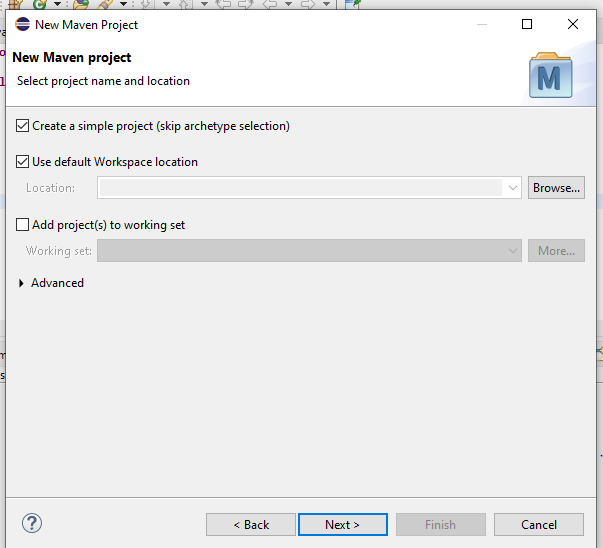 New Maven Project
New Maven project
Select project name and location
M
Create a simple project (skip archetype selection)
Use default Workspace location
Location:
Browse...
Add project(s) to working set
Working set:
More...
Advanced
?
< Back
Next >
Finish
Cancel